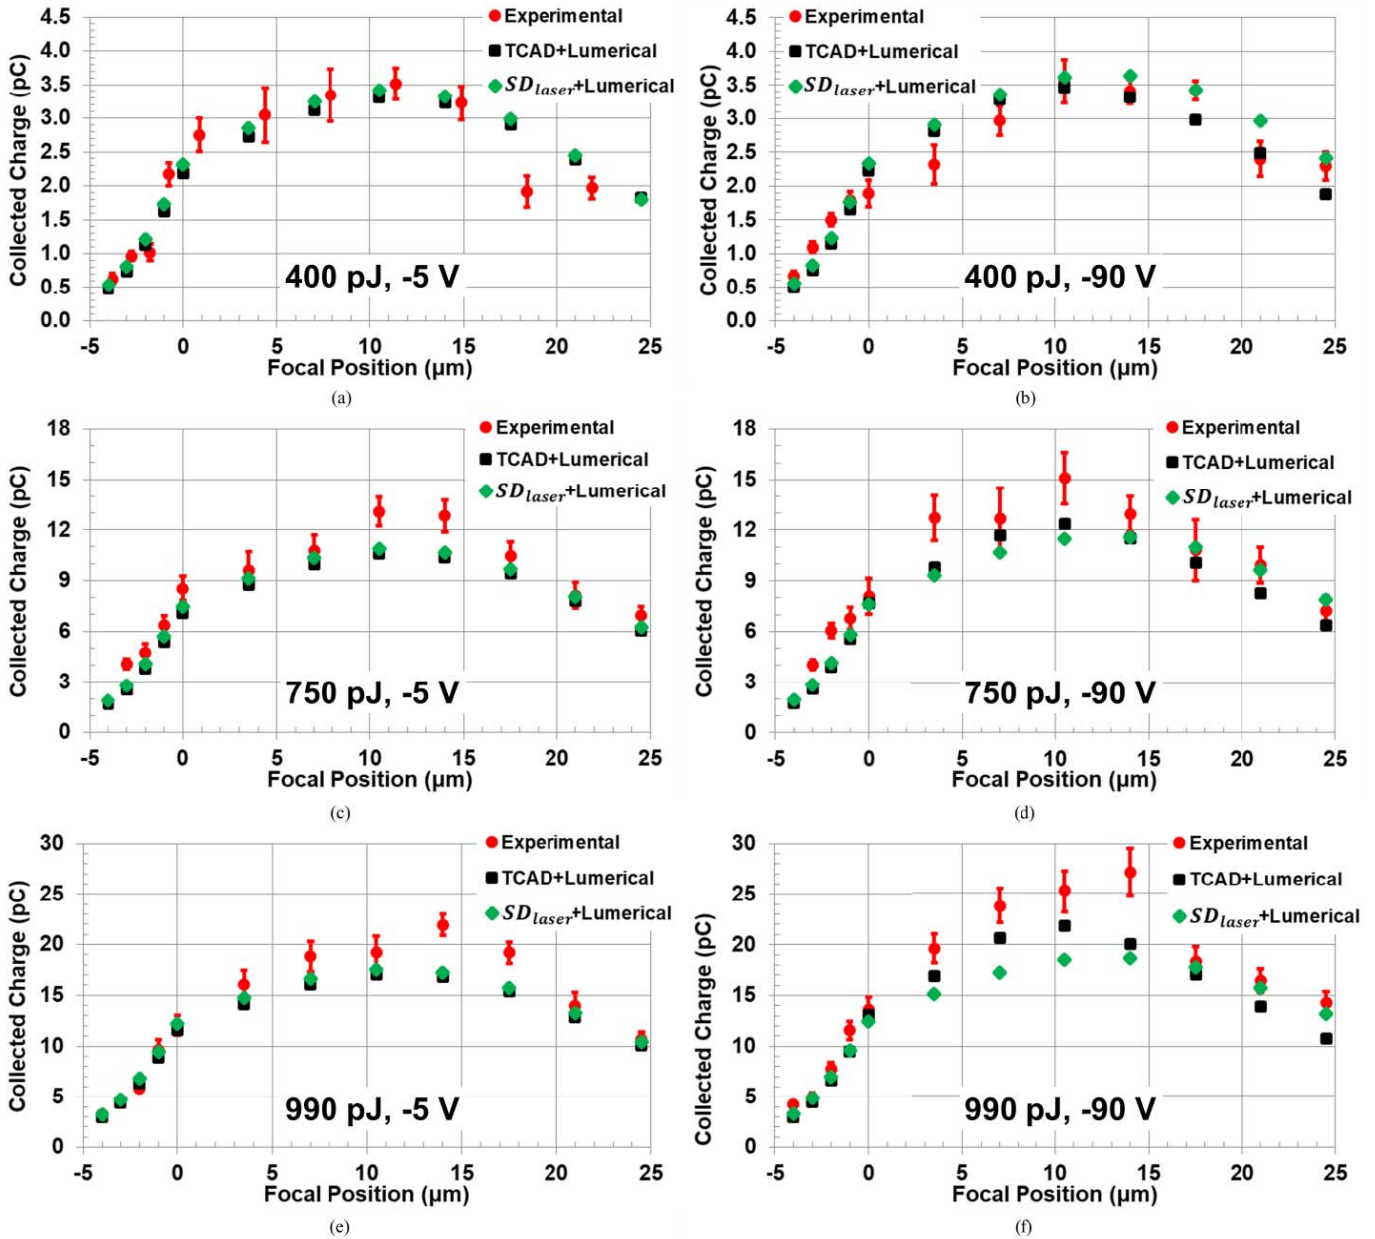 Collected Charge (pC)
4.5
4.0
3.5
3.0
2.5
2.0
1.5
1.0
0.5
0.0
Experimental
TCAD+Lumerical
SD_laser+Lumerical
400 pJ, -5 V
-5 0 5 10 15 20 25
Focal Position (µm)
(a)
Collected Charge (pC)
4.5
4.0
3.5
3.0
2.5
2.0
1.5
1.0
0.5
0.0
Experimental
TCAD+Lumerical
SD_laser+Lumerical
400 pJ, -90 V
-5 0 5 10 15 20 25
Focal Position (µm)
(b)
Collected Charge (pC)
18
15
12
9
6
3
0
Experimental
TCAD+Lumerical
SD_laser+Lumerical
750 pJ, -5 V
-5 0 5 10 15 20 25
Focal Position (µm)
(c)
Collected Charge (pC)
18
15
12
9
6
3
0
Experimental
TCAD+Lumerical
SD_laser+Lumerical
750 pJ, -90 V
-5 0 5 10 15 20 25
Focal Position (µm)
(d)
Collected Charge (pC)
30
25
20
15
10
5
0
Experimental
TCAD+Lumerical
SD_laser+Lumerical
990 pJ, -5 V
-5 0 5 10 15 20 25
Focal Position (µm)
(e)
Collected Charge (pC)
30
25
20
15
10
5
0
Experimental
TCAD+Lumerical
SD_laser+Lumerical
990 pJ, -90 V
-5 0 5 10 15 20 25
Focal Position (µm)
(f)